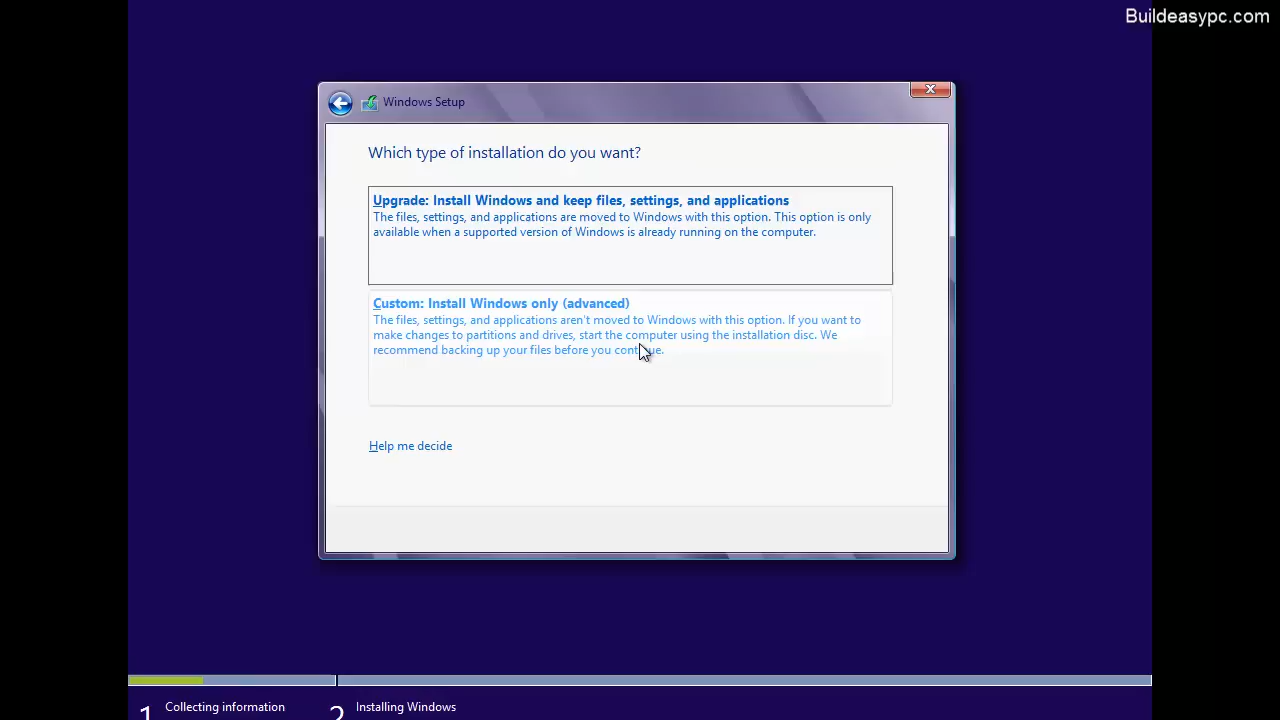 Buildeasypc.com
Windows Setup
Which type of installation do you want?
Upgrade: Install Windows and keep files, settings, and applications
The files, settings, and applications are moved to Windows with this option. This option is only
available when a supported version of Windows is already running on the computer.
Custom: Install Windows only (advanced)
The files, settings, and applications aren't moved to Windows with this option. If you want to
make changes to partitions and drives, start the computer using the installation disc. We
recommend backing up your files before you continue.
Help me decide
1 Collecting information
2 Installing Windows